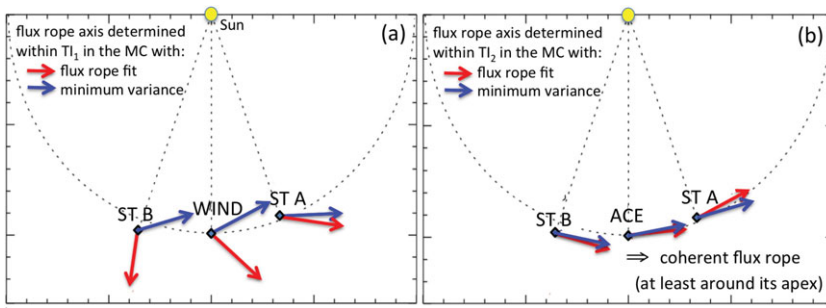 Sun
(a)
flux rope axis determined
within TI₁ in the MC with:
flux rope fit
minimum variance
ST B
WIND
ST A
(b)
flux rope axis determined
within TI₂ in the MC with:
flux rope fit
minimum variance
ST B
ACE
ST A
⇒ coherent flux rope
(at least around its apex)